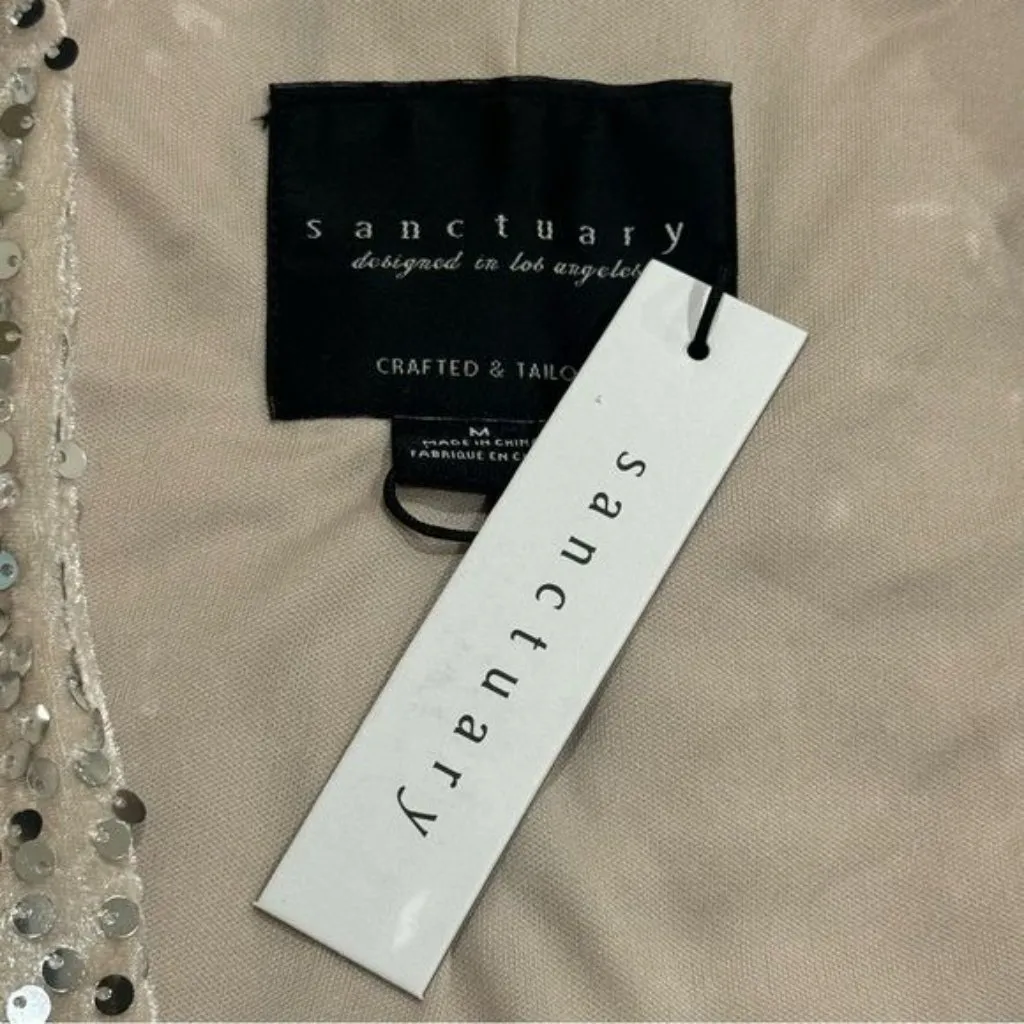 sanctuary
designed in los angeles
CRAFTED & TAILO
M
MADE IN CHIN
FABRIQUE EN C
sanctuary